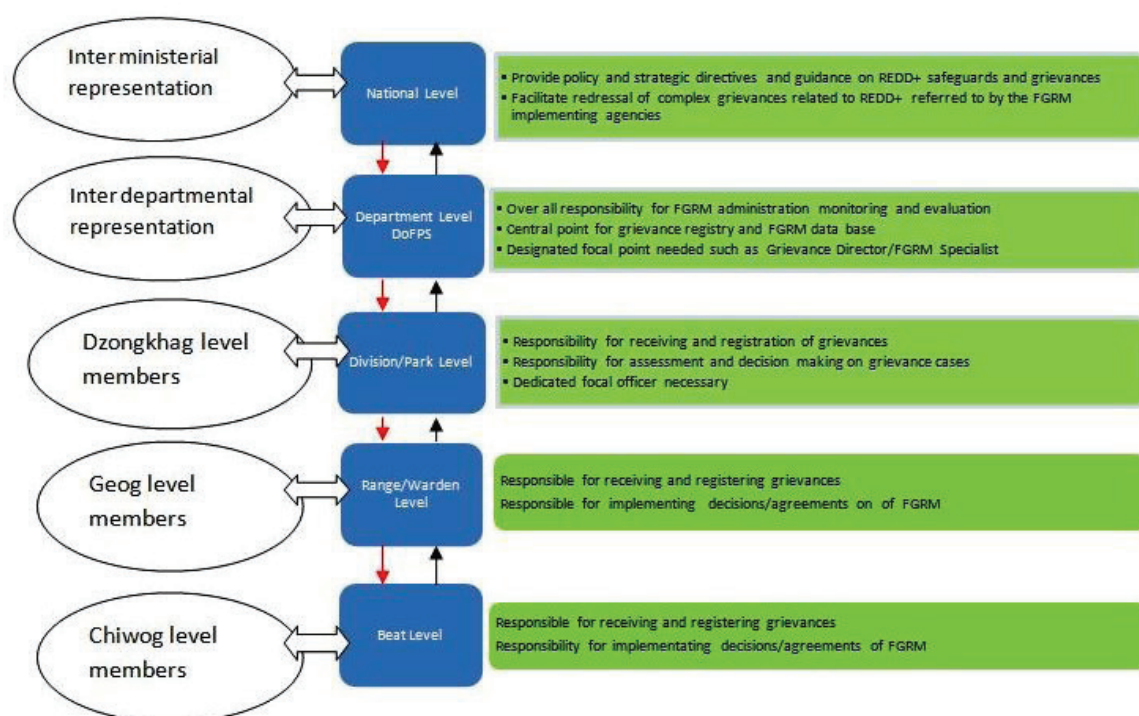 Inter ministerial
representation
National Level
▪ Provide policy and strategic directives and guidance on REDD+ safeguards and grievances
▪ Facilitate redressal of complex grievances related to REDD+ referred to by the FGRM
implementing agencies
Inter departmental
representation
Department Level
DoFPS
▪ Over all responsibility for FGRM administration monitoring and evaluation
▪ Central point for grievance registry and FGRM data base
▪ Designated focal point needed such as Grievance Director/FGRM Specialist
Dzongkhag level
members
Division/Park Level
▪ Responsibility for receiving and registration of grievances
▪ Responsibility for assessment and decision making on grievance cases
▪ Dedicated focal officer necessary
Geog level
members
Range/Warden
Level
Responsible for receiving and registering grievances
Responsible for implementing decisions/agreements on of FGRM
Chiwog level
members
Beat Level
Responsible for receiving and registering grievances
Responsibility for implementating decisions/agreements of FGRM